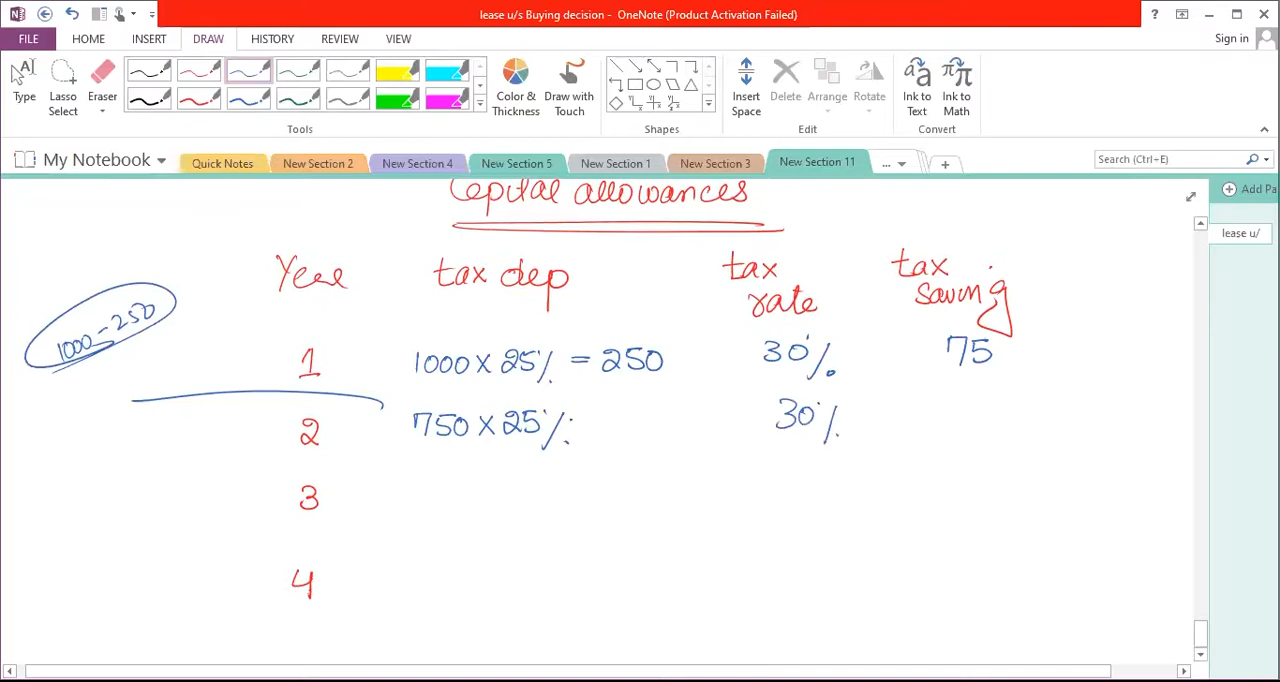 lease u/s Buying decision - OneNote (Product Activation Failed)
?
Sign in
FILE HOME INSERT DRAW HISTORY REVIEW VIEW
Type
Lasso Select
Eraser
Color & Thickness
Draw with Touch
Insert Space
Delete
Arrange
Rotate
Ink to Text
Ink to Math
Tools Shapes Edit Convert
My Notebook Quick Notes New Section 2 New Section 4 New Section 5 New Section 1 New Section 3 New Section 11 ... + Search (Ctrl+E)
Add Pa
lease u/
Capital allowances
Year tax dep tax rate tax saving
1000-250
1 1000 x 25% = 250 30% 75
2 750 x 25% 30%
3
4